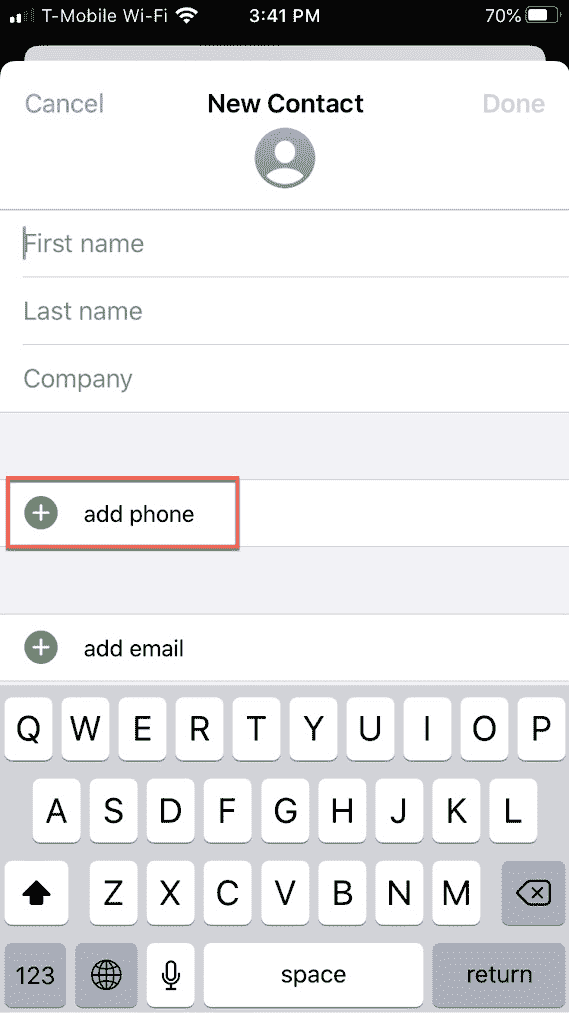 T-Mobile Wi-Fi 3:41 PM 70%
Cancel New Contact Done
First name
Last name
Company
add phone
add email
Q W E R T Y U I O P
A S D F G H J K L
Z X C V B N M
123 space return